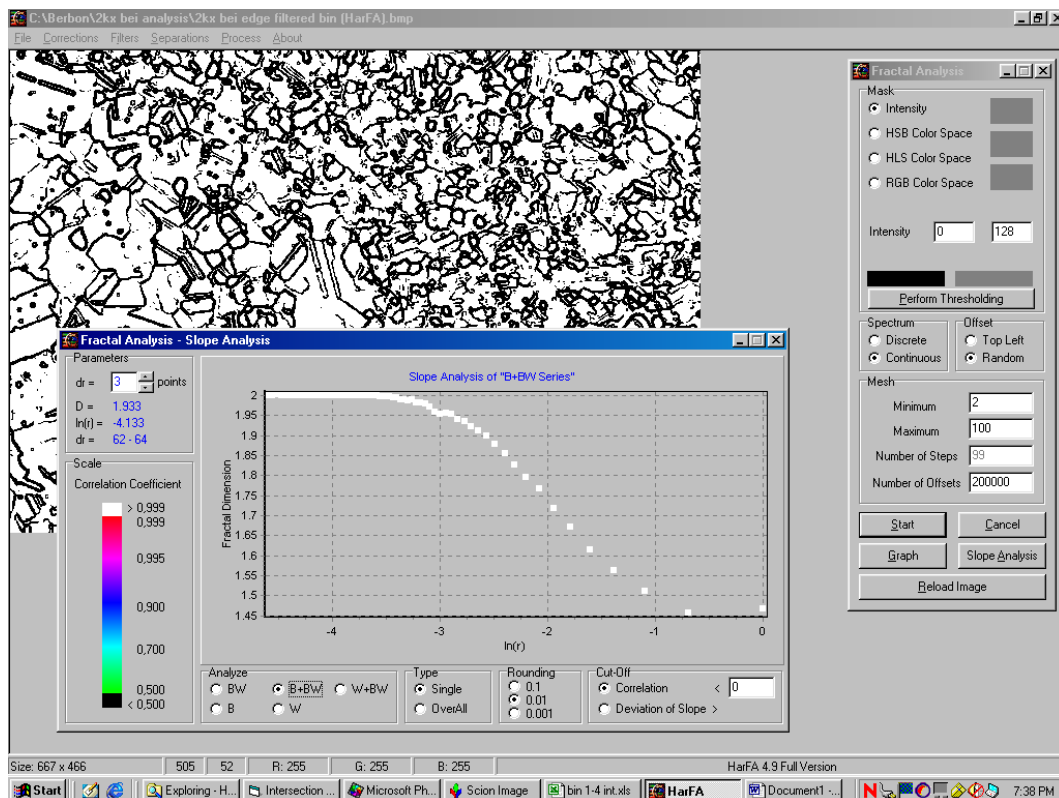 C:\Berbon\2kx bei analysis\2kx bei edge filtered bin (HarFA).bmp
File Corrections Filters Separations Process About
Fractal Analysis
Mask
Intensity
HSB Color Space
HLS Color Space
RGB Color Space
Intensity 0 128
Perform Thresholding
Spectrum Offset
Discrete Top Left
Continuous Random
Mesh
Minimum 2
Maximum 100
Number of Steps 99
Number of Offsets 200000
Start Cancel
Graph Slope Analysis
Reload Image
Fractal Analysis - Slope Analysis
Parameters
dr = 3 points
D = 1.933
ln(r) = -4.133
dr = 62 - 64
Scale
Correlation Coefficient
> 0,999
0,999
0,995
0,900
0,700
0,500
< 0,500
Slope Analysis of "B+BW Series"
Fractal Dimension
2
1.95
1.9
1.85
1.8
1.75
1.7
1.65
1.6
1.55
1.5
1.45
-4 -3 -2 -1 0
ln(r)
Analyze Type Rounding Cut-Off
BW B+BW W+BW Single 0.1 Correlation < 0
B W OverAll 0.01 Deviation of Slope >
0.001
Size: 667 x 466 505 52 R: 255 G: 255 B: 255 HarFA 4.9 Full Version
Start Exploring - H... Intersection ... Microsoft Ph... Scion Image bin 1-4 int.xls HarFA Document1 -... 7:38 PM